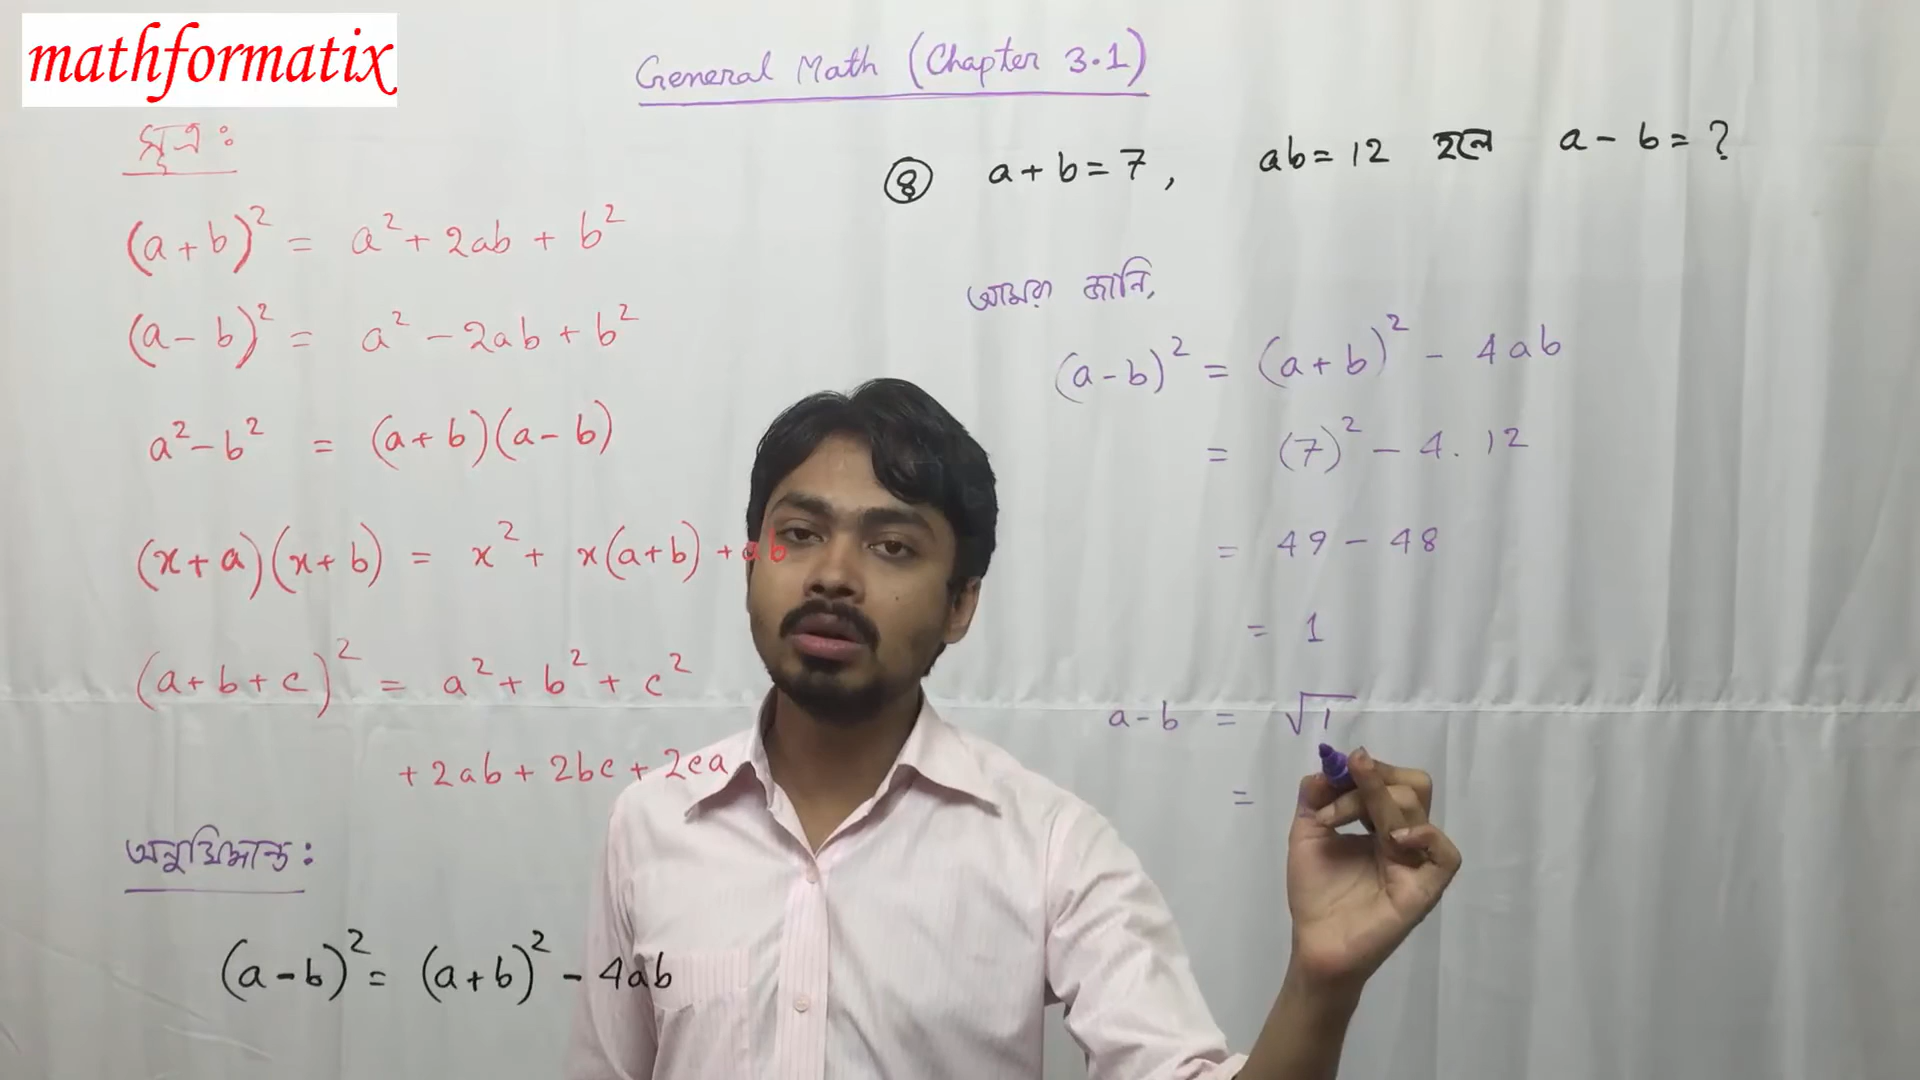 mathformatix
General Math (Chapter 3.1)
সূত্র :
(a+b)² = a² + 2ab + b²
(a-b)² = a² - 2ab + b²
a² - b² = (a+b)(a-b)
(x+a)(x+b) = x² + x(a+b) + ab
(a+b+c)² = a² + b² + c²
+ 2ab + 2bc + 2ca
অনুসিদ্ধান্ত :
(a-b)² = (a+b)² - 4ab
৪ a+b=7, ab=12 হলে a-b=?
আমরা জানি,
(a-b)² = (a+b)² - 4ab
= (7)² - 4. 12
= 49 - 48
= 1
a-b = √1
=